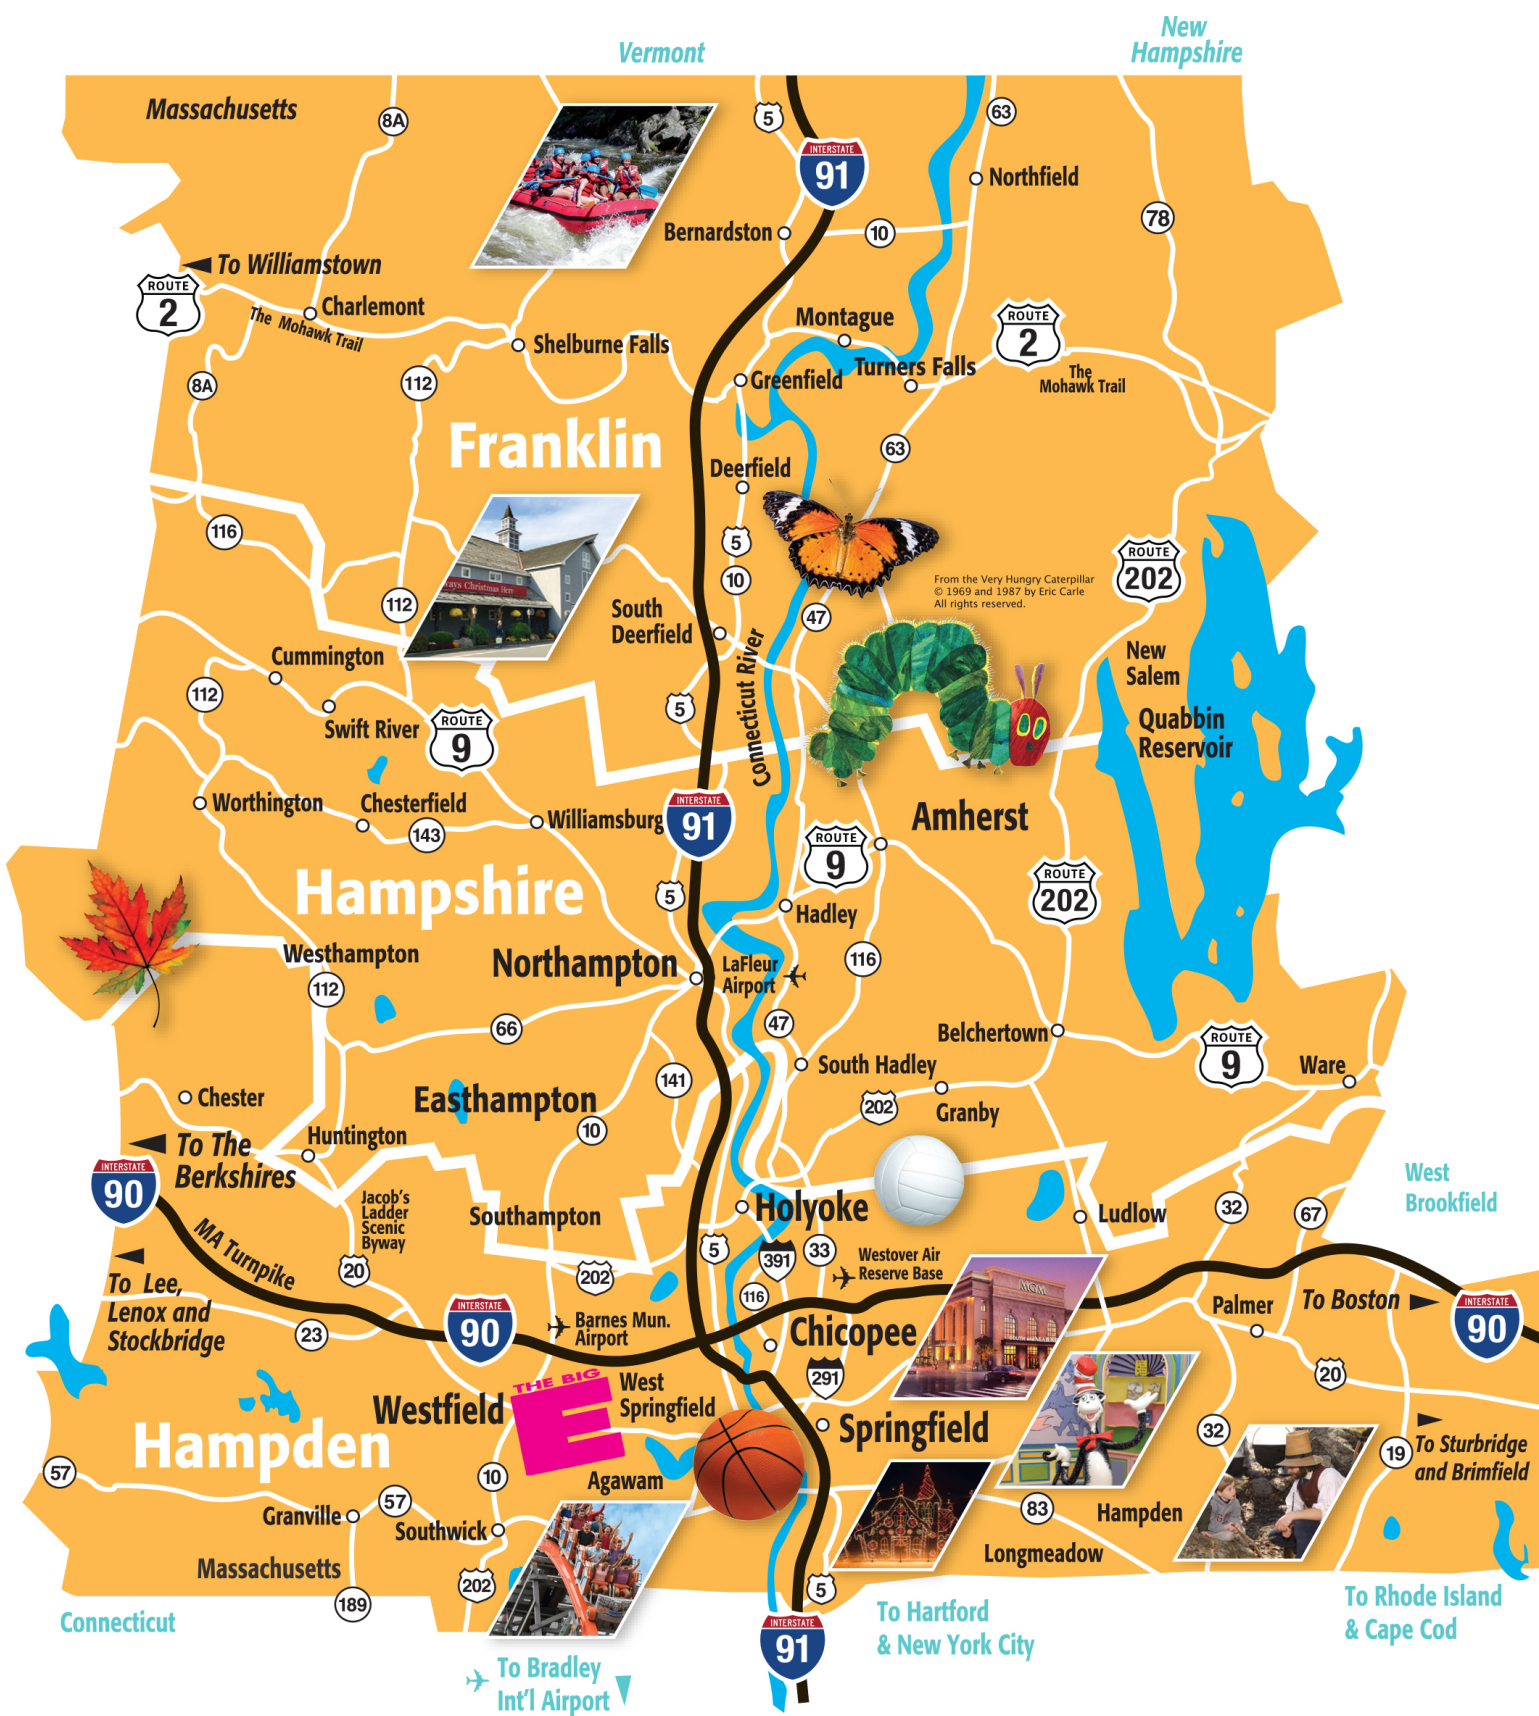 Vermont
New
Hampshire
Massachusetts
8A
5
63
INTERSTATE
91
Northfield
78
Bernardston
10
To Williamstown
ROUTE
2
Charlemont
The Mohawk Trail
Montague
ROUTE
2
Shelburne Falls
8A
112
Greenfield
Turners Falls
The
Mohawk Trail
Franklin
63
Deerfield
116
5
10
ROUTE
202
From the Very Hungry Caterpillar
© 1969 and 1987 by Eric Carle
All rights reserved.
ways Christmas Here
112
South
Deerfield
47
Connecticut River
Cummington
New
Salem
112
5
Swift River
ROUTE
9
Quabbin
Reservoir
Worthington
Chesterfield
143
Williamsburg
INTERSTATE
91
Amherst
ROUTE
9
ROUTE
202
Hampshire
5
Hadley
Westhampton
Northampton
LaFleur
Airport
116
112
66
47
Belchertown
ROUTE
9
Ware
South Hadley
141
Chester
Easthampton
202
Granby
10
Huntington
To The
Berkshires
INTERSTATE
90
West
Brookfield
Jacob's
Ladder
Scenic
Byway
Southampton
Holyoke
Ludlow
32
67
MA Turnpike
5
391
33
Westover Air
Reserve Base
20
202
To Lee,
Lenox and
Stockbridge
116
MGM
Palmer
To Boston
INTERSTATE
90
23
INTERSTATE
90
Barnes Mun.
Airport
Chicopee
291
20
THE BIG
E
West
Springfield
Westfield
Springfield
Hampden
32
19
To Sturbridge
and Brimfield
57
10
Agawam
57
Granville
Southwick
83
Hampden
Longmeadow
Massachusetts
202
189
5
Connecticut
To Hartford
& New York City
To Rhode Island
& Cape Cod
INTERSTATE
91
To Bradley
Int'l Airport